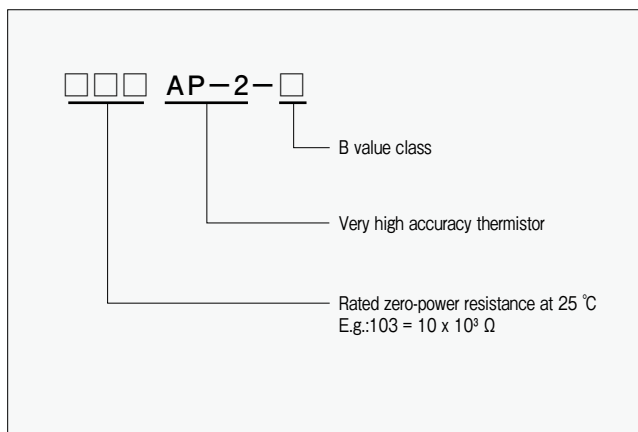 □□□ AP-2-□
B value class
Very high accuracy thermistor
Rated zero-power resistance at 25 ℃
E.g.:103 = 10 x 10³ Ω